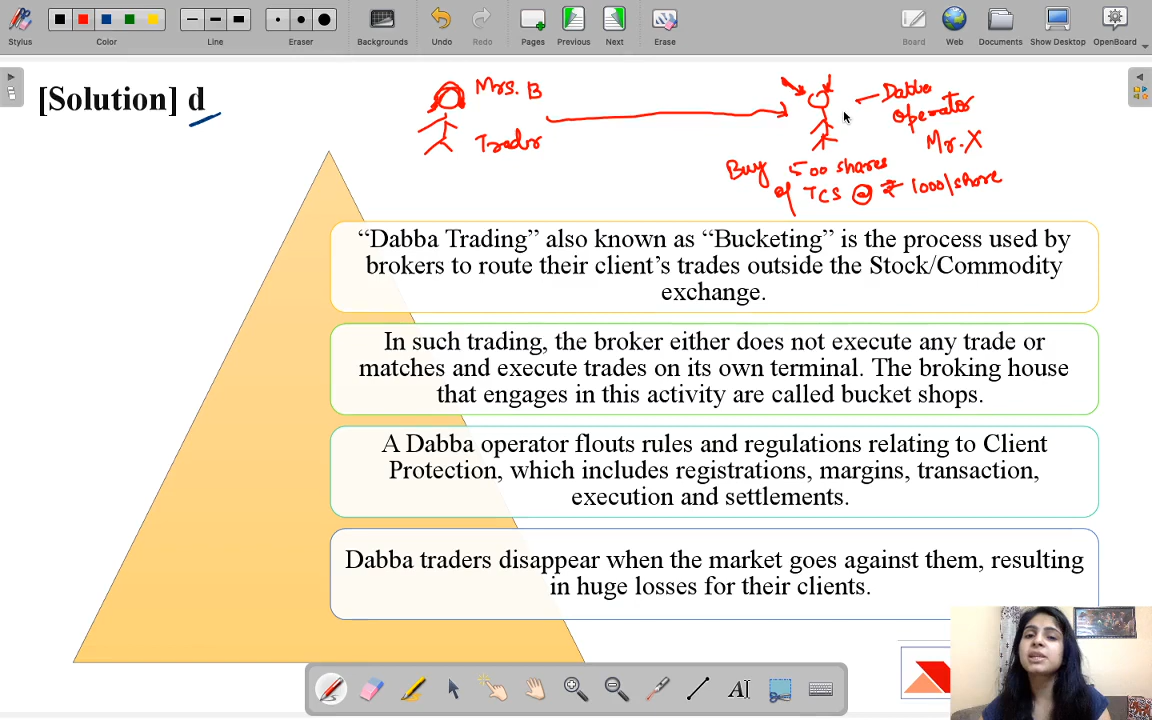 Stylus
Color
Line
Eraser
Backgrounds
Undo
Redo
Pages
Previous
Next
Erase
Board
Web
Documents
Show Desktop
OpenBoard
[Solution] d
Mrs. B
Trader
Dabba
operator
Mr. X
Buy 500 shares
of TCS @ ₹ 1000/share
“Dabba Trading” also known as “Bucketing” is the process used by
brokers to route their client’s trades outside the Stock/Commodity
exchange.
In such trading, the broker either does not execute any trade or
matches and execute trades on its own terminal. The broking house
that engages in this activity are called bucket shops.
A Dabba operator flouts rules and regulations relating to Client
Protection, which includes registrations, margins, transaction,
execution and settlements.
Dabba traders disappear when the market goes against them, resulting
in huge losses for their clients.